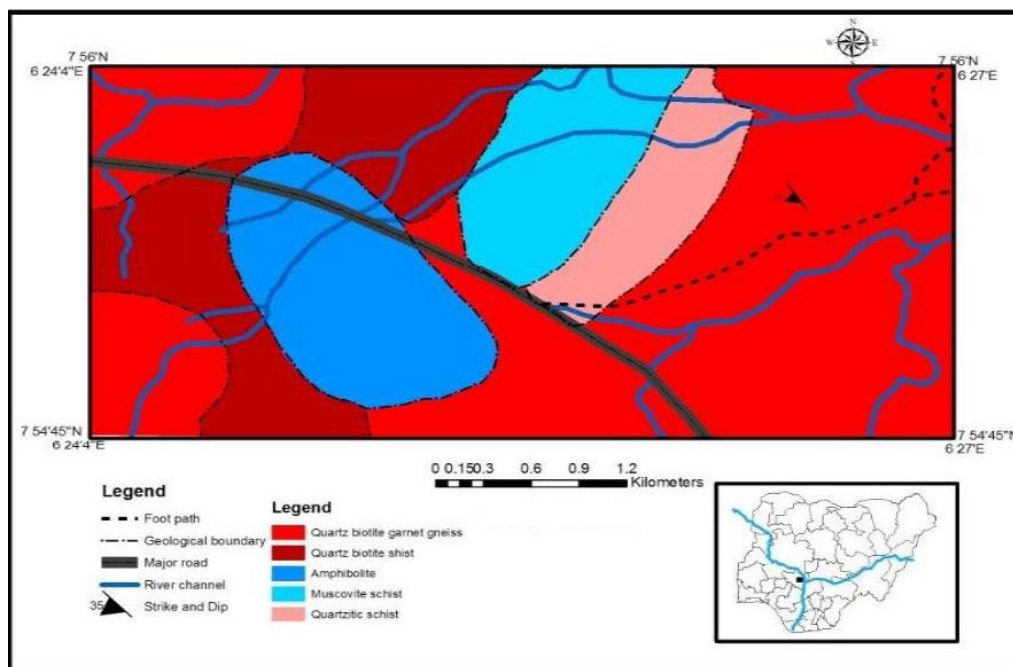 N
W E
S
7 56'N
6 24'4"E
7 56'N
6 27'E
7 54'45"N
6 24'4"E
7 54'45"N
6 27'E
0 0.15 0.3 0.6 0.9 1.2
Kilometers
Legend
Foot path
Geological boundary
Major road
River channel
35 Strike and Dip
Legend
Quartz biotite garnet gneiss
Quartz biotite shist
Amphibolite
Muscovite schist
Quartzitic schist